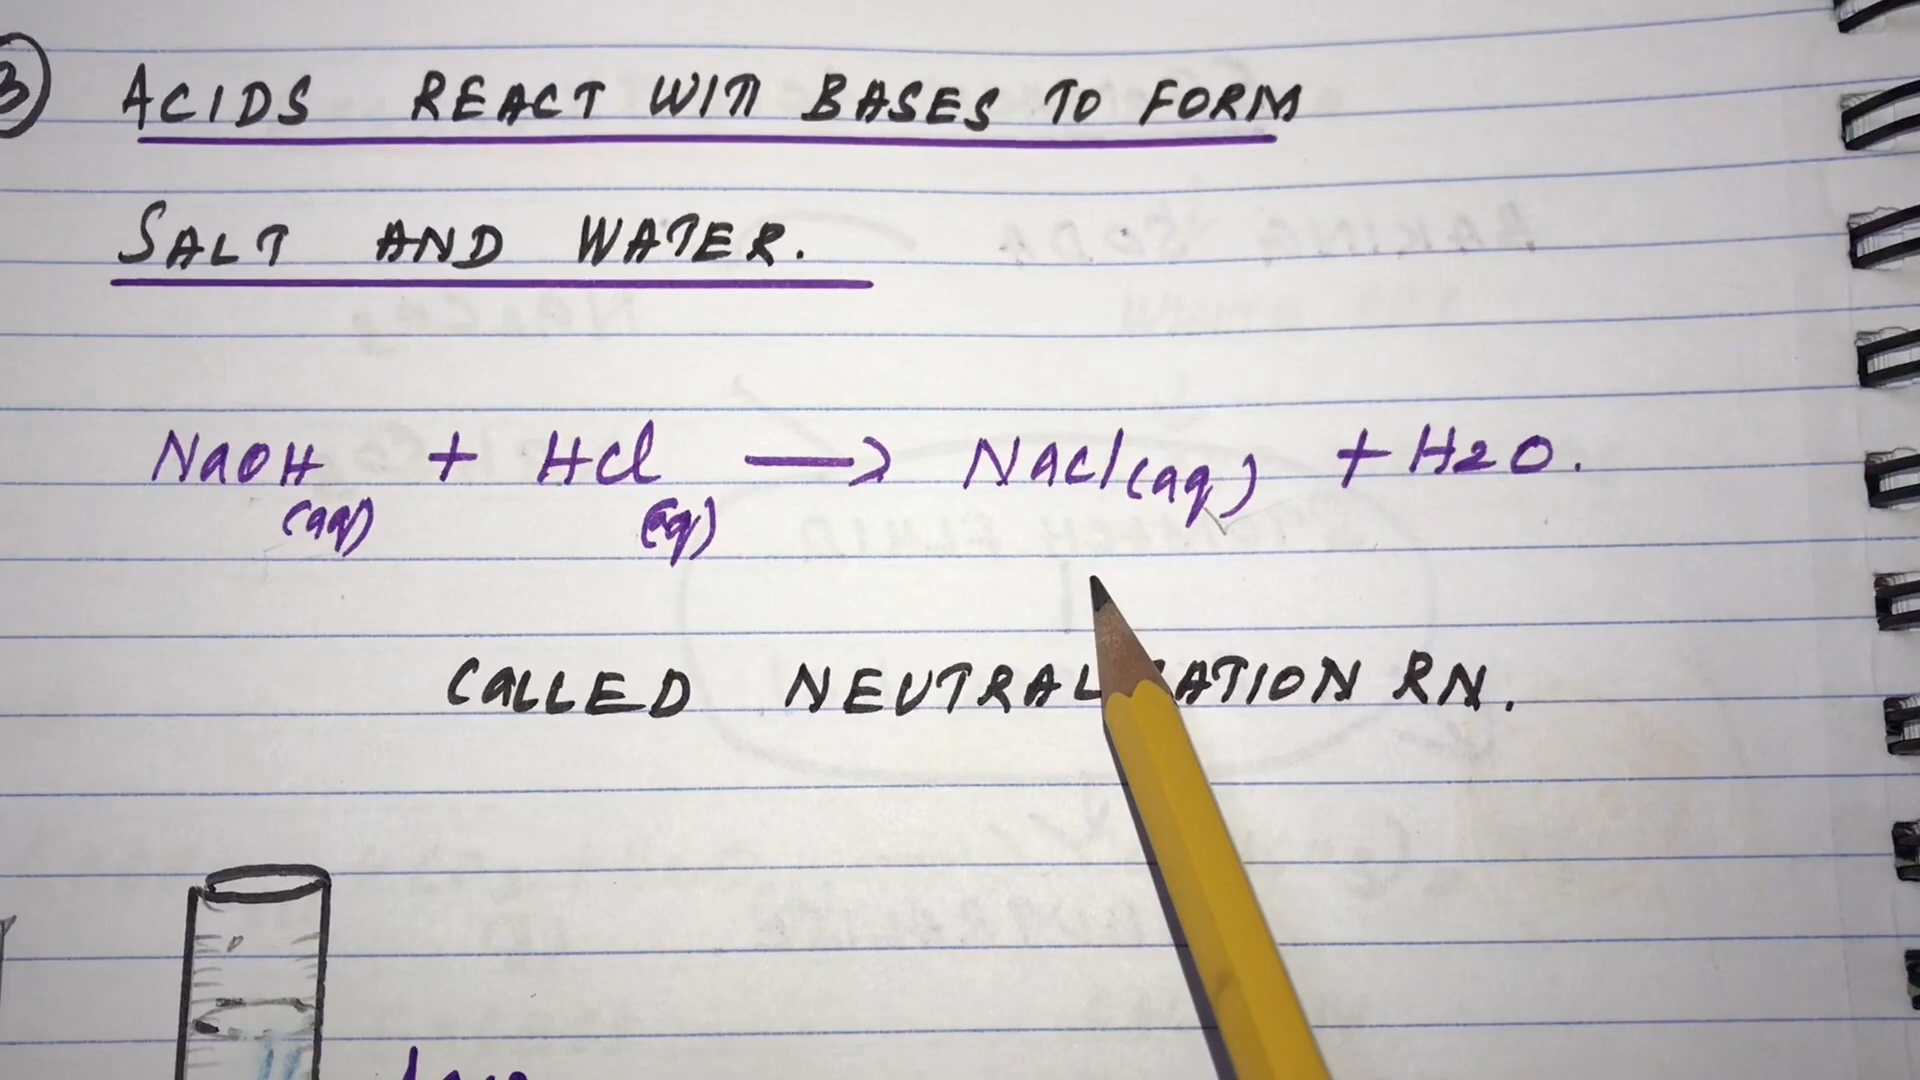 3) ACIDS REACT WITH BASES TO FORM
SALT AND WATER.
NaOH(aq) + HCl(aq) → NaCl(aq) + H2O.
CALLED NEUTRAL ATION RN.